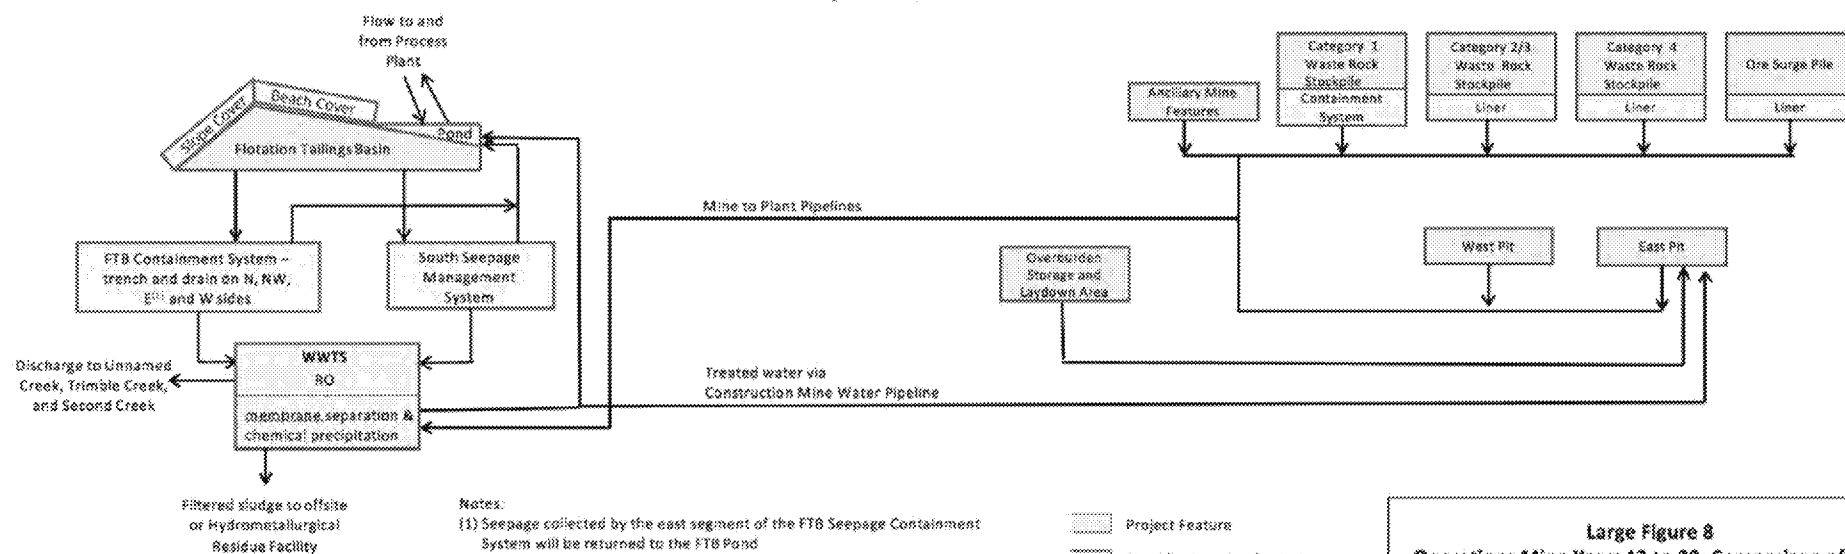 Flow to and
from Process
Plant
Beach Cover
Slope Cover
Pond
Flotation Tailings Basin
FTB Containment System –
trench and drain on N, NW,
E⁽¹⁾ and W sides
South Seepage
Management
System
WWTS
RO
membrane separation &
chemical precipitation
Discharge to Unnamed
Creek, Trimble Creek,
and Second Creek
Filtered sludge to offsite
or Hydrometallurgical
Residue Facility
Mine to Plant Pipelines
Treated water via
Construction Mine Water Pipeline
Ancillary Mine
Features
Category 1
Waste Rock
Stockpile
Containment
System
Category 2/3
Waste Rock
Stockpile
Liner
Category 4
Waste Rock
Stockpile
Liner
Ore Surge Pile
Liner
Overburden
Storage and
Laydown Area
West Pit
East Pit
Notes:
(1) Seepage collected by the east segment of the FTB Seepage Containment
System will be returned to the FTB Pond
Project Feature
Large Figure 8